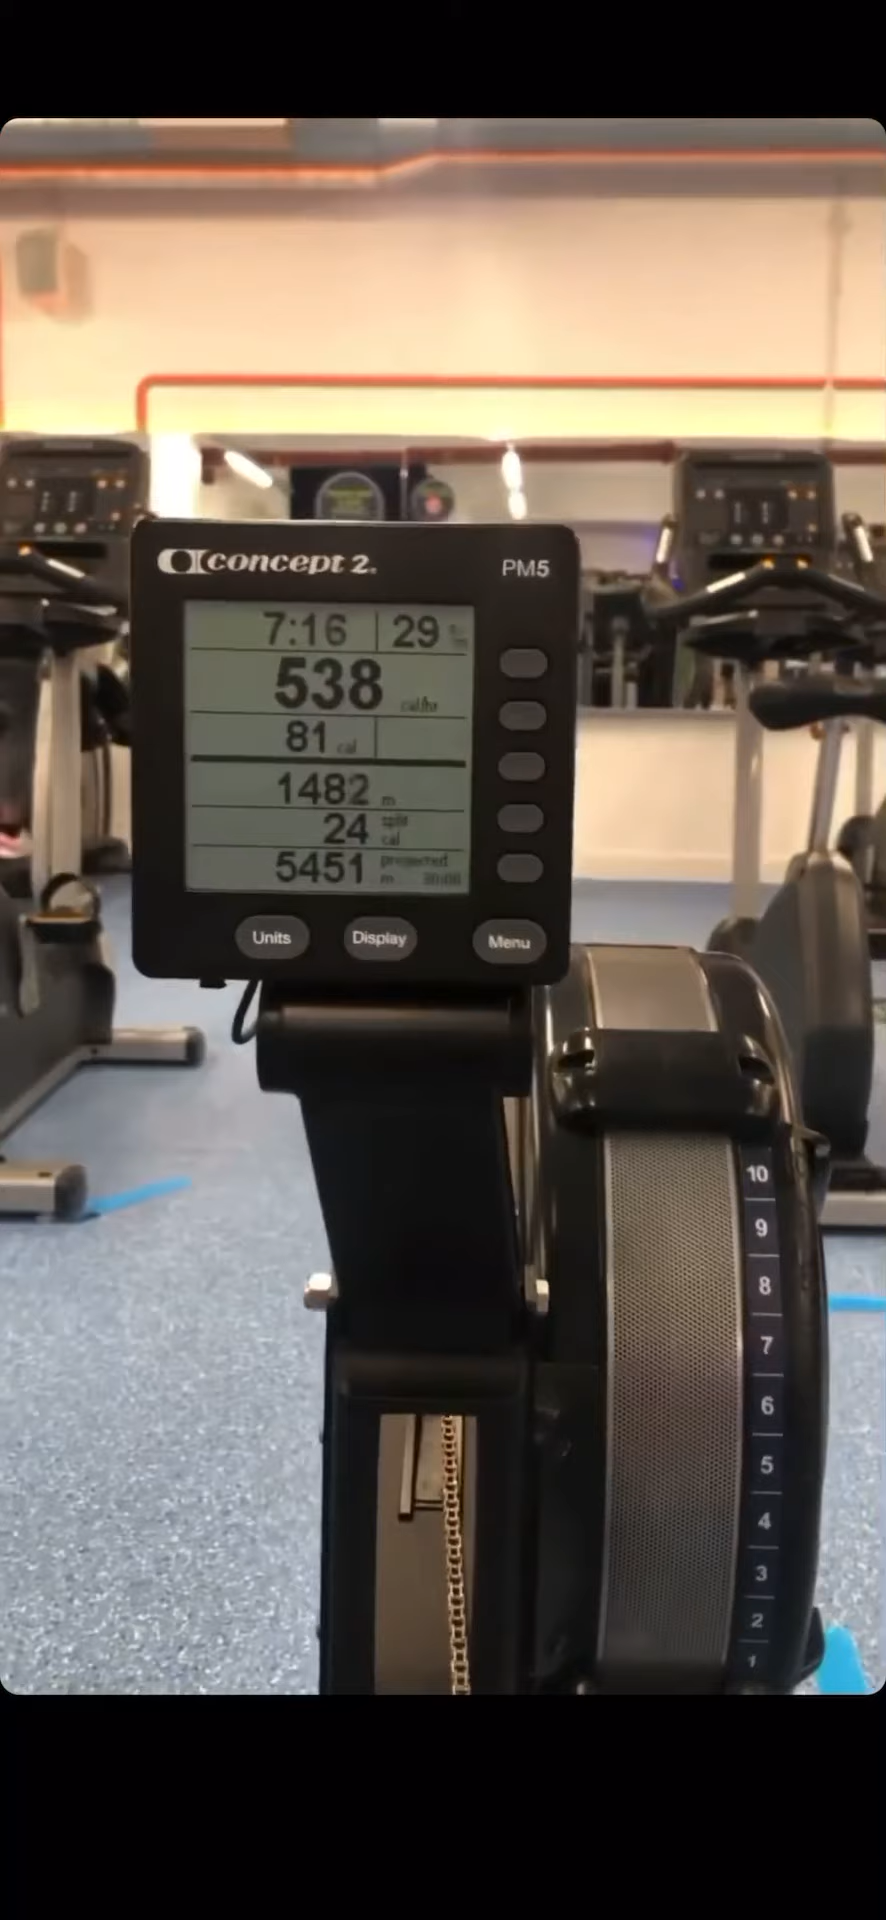 concept 2.
PM5
7:16 29
538 cal/hr
81 cal
1482 m
24 split cal
5451 projected m 30:00
Units Display Menu
10
9
8
7
6
5
4
3
2
1